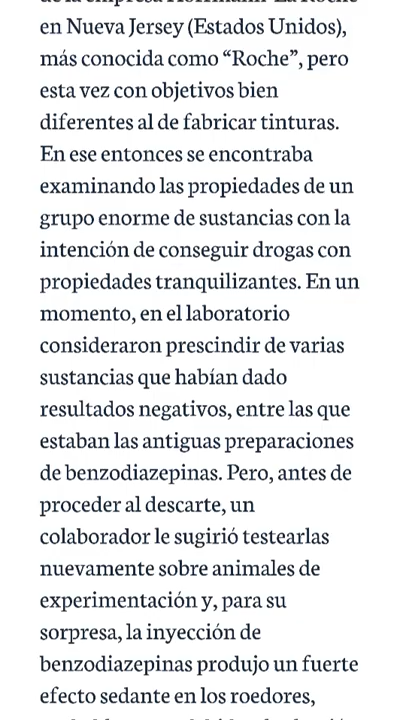 en Nueva Jersey (Estados Unidos),
más conocida como “Roche”, pero
esta vez con objetivos bien
diferentes al de fabricar tinturas.
En ese entonces se encontraba
examinando las propiedades de un
grupo enorme de sustancias con la
intención de conseguir drogas con
propiedades tranquilizantes. En un
momento, en el laboratorio
consideraron prescindir de varias
sustancias que habían dado
resultados negativos, entre las que
estaban las antiguas preparaciones
de benzodiazepinas. Pero, antes de
proceder al descarte, un
colaborador le sugirió testearlas
nuevamente sobre animales de
experimentación y, para su
sorpresa, la inyección de
benzodiazepinas produjo un fuerte
efecto sedante en los roedores,